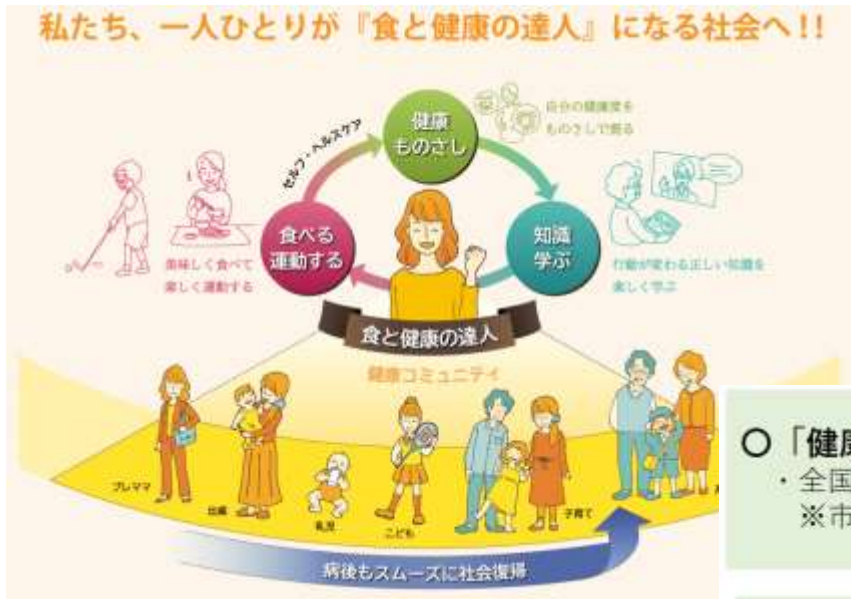 私たち、一人ひとりが『食と健康の達人』になる社会へ!!
セルフ・ヘルスケア
健康
ものさし
自分の健康度を
ものさしで測る
食べる
運動する
知識
学ぶ
美味しく食べて
楽しく運動する
行動が変わる正しい知識を
楽しく学ぶ
食と健康の達人
健康コミュニティ
プレママ
出産
乳児
こども
子育て
病後もスムーズに社会復帰
○「健康
・全国
※市